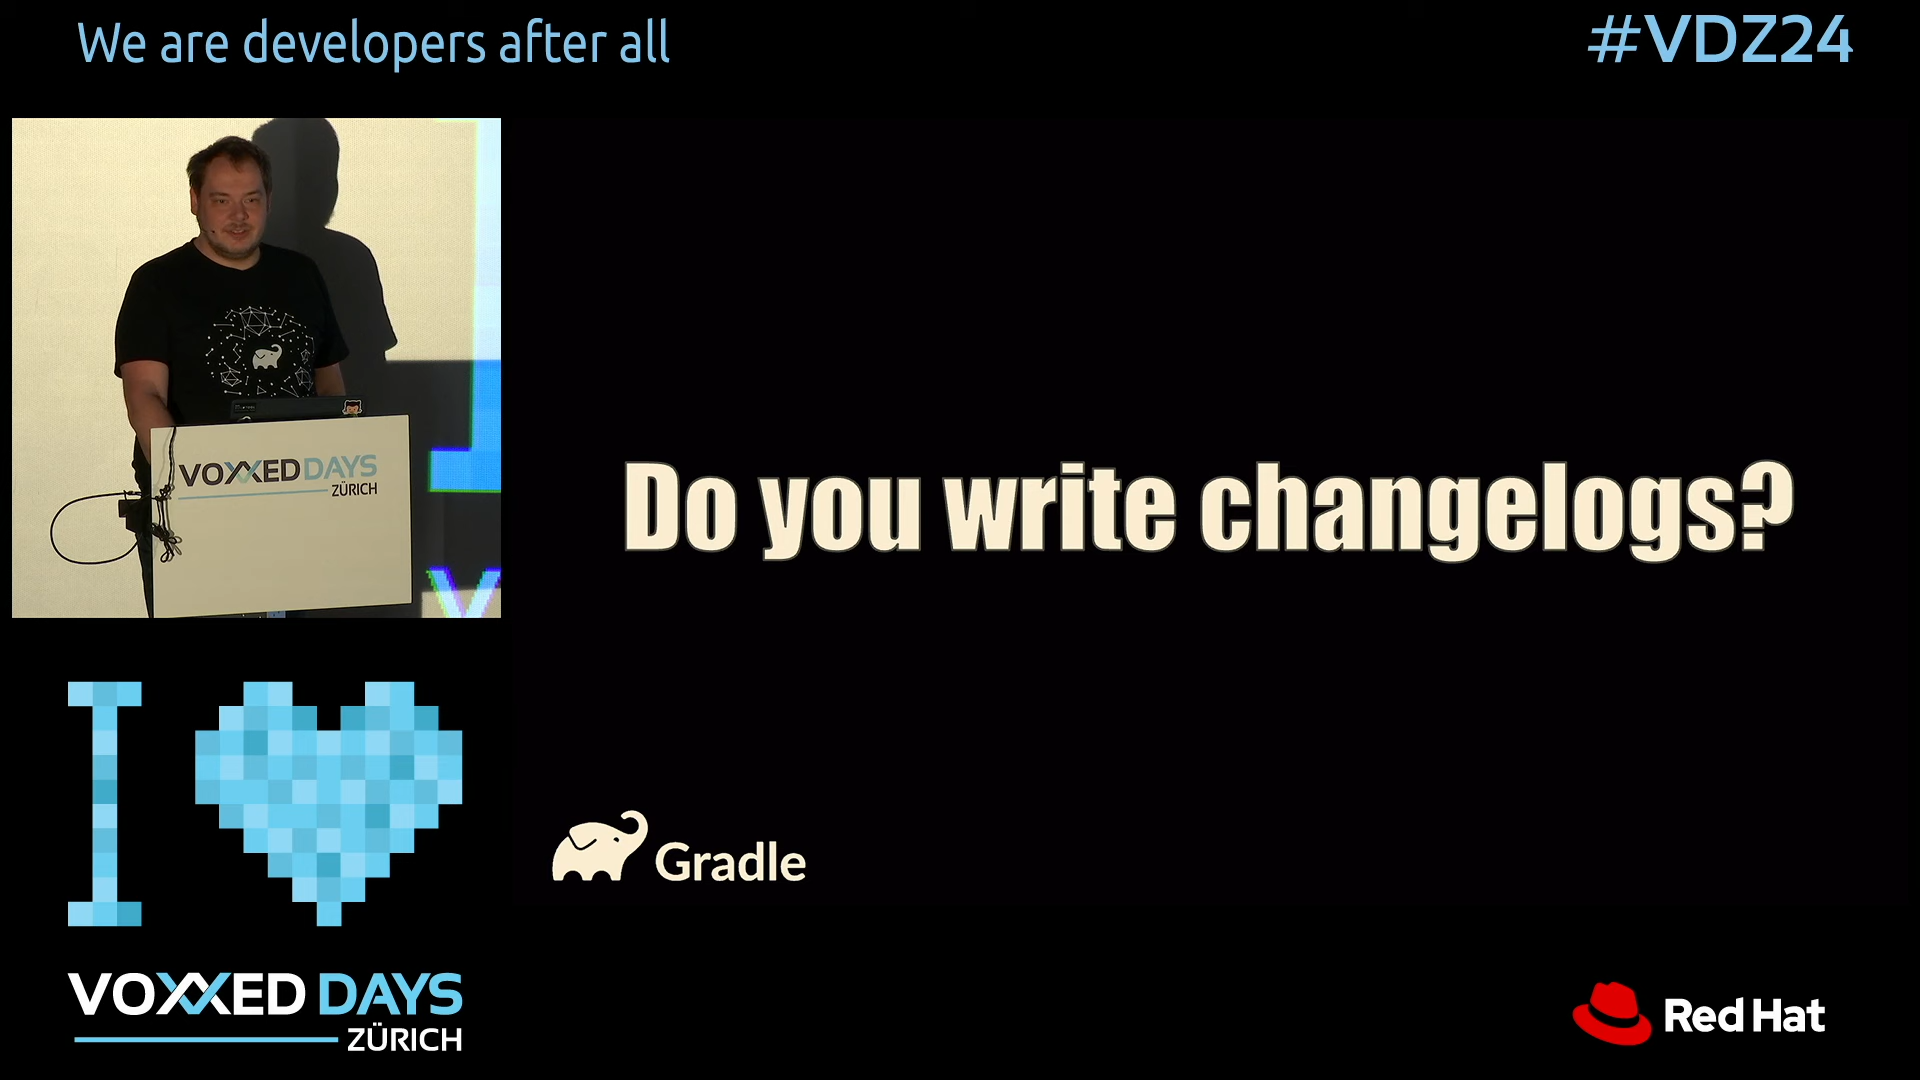 We are developers after all
#VDZ24
VOXXED DAYS
ZÜRICH
Do you write changelogs?
I
Gradle
VOXXED DAYS
ZÜRICH
Red Hat